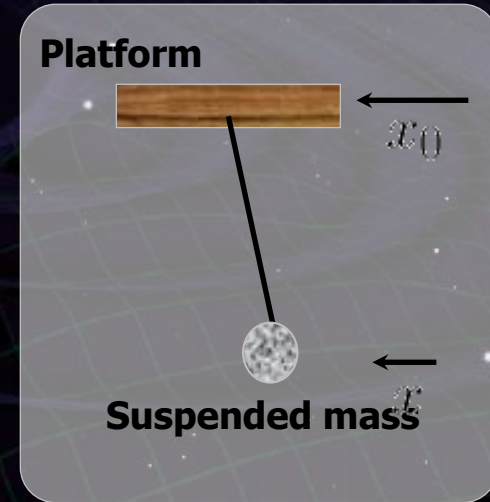 Platform
x₀
x
Suspended mass